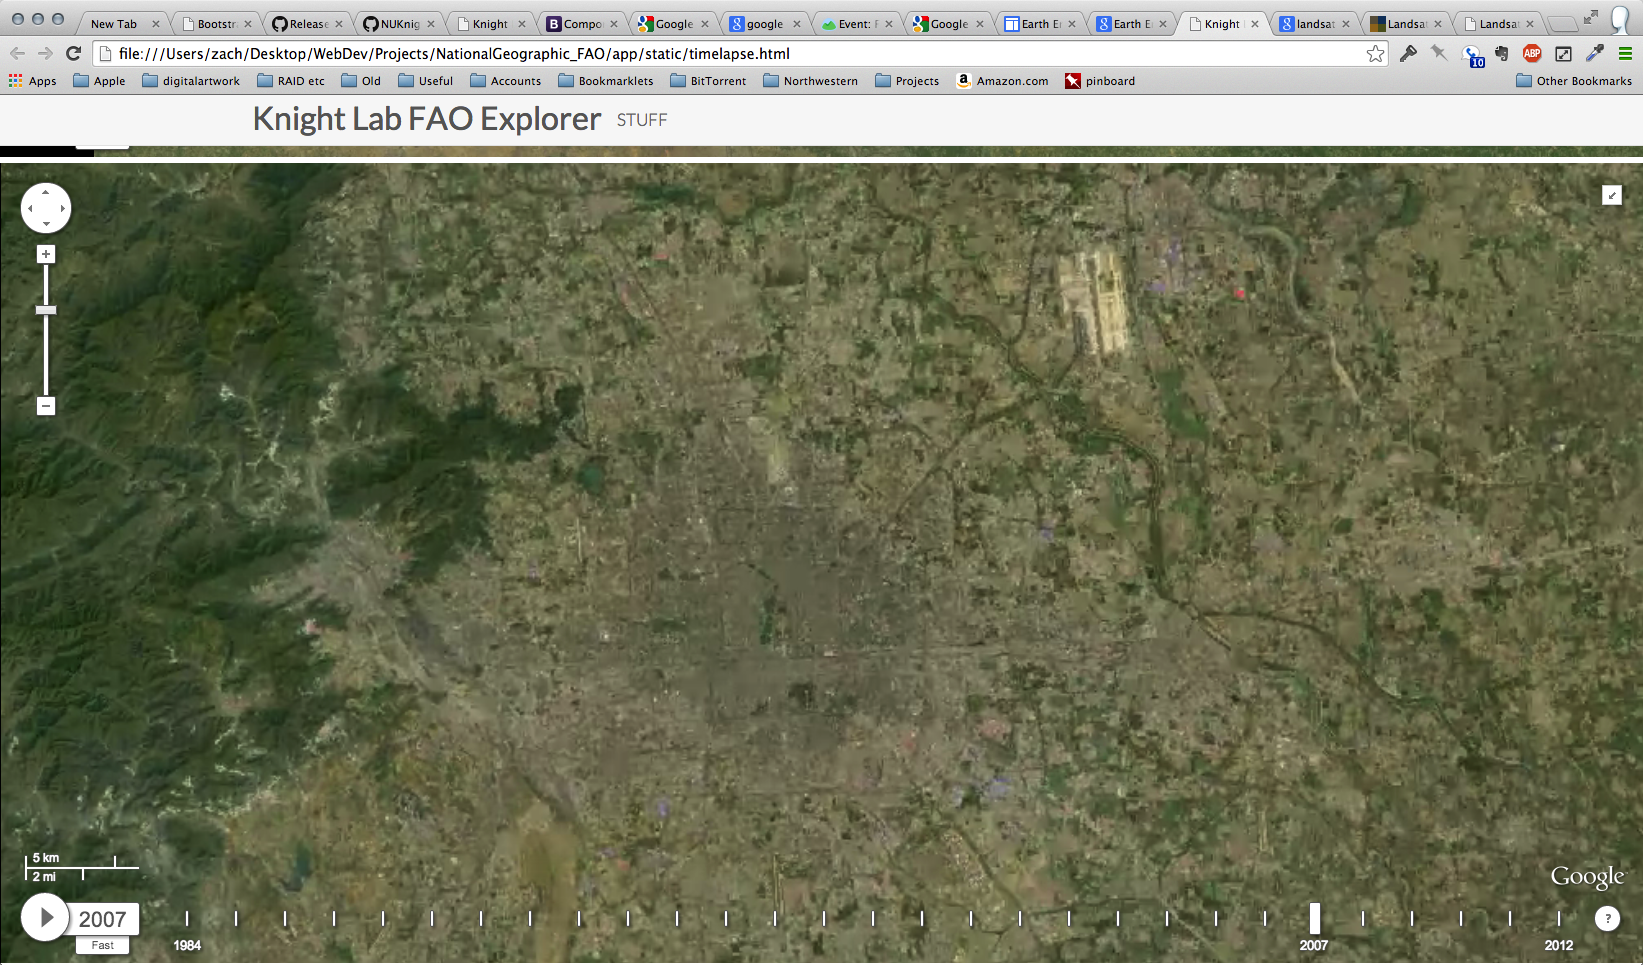 New Tab
Bootstr
Release
NUKnig
Knight
Compo
Google
google
Event: F
Google
Earth E
Earth E
Knight
landsat
Landsat
Landsat
file:///Users/zach/Desktop/WebDev/Projects/NationalGeographic_FAO/app/static/timelapse.html
10
ABP
Apps
Apple
digitalartwork
RAID etc
Old
Useful
Accounts
Bookmarklets
BitTorrent
Northwestern
Projects
Amazon.com
pinboard
Other Bookmarks
Knight Lab FAO Explorer STUFF
5 km
2 mi
Google
2007
Fast
1984
2007
2012
?